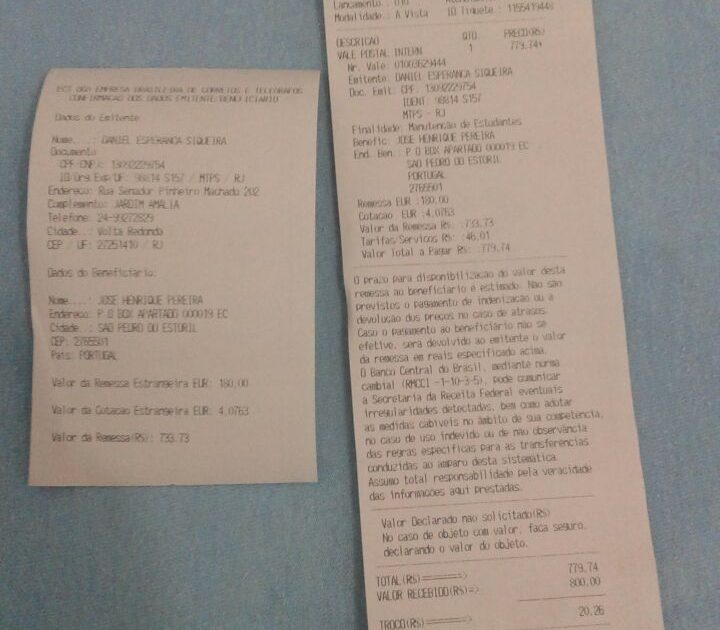 ECT DGA EMPRESA BRASILEIRA DE CORREIOS E TELEGRAFOS
CONFIRMACAO DOS DADOS EMITENTE/BENEFICIARIO
Dados do Emitente
Nome....: DANIEL ESPERANCA SIQUEIRA
Documento
CPF/CNPJ: 13092229754
ID/Org.Exp/UF: 98814 S157 / MTPS / RJ
Endereco: Rua Senador Pinheiro Machado 202
Complemento: JARDIM AMALIA
Telefone: 24-99272829
Cidade..: Volta Redonda
CEP / UF: 27251410 / RJ
Dados do Beneficiario:
Nome....: JOSE HENRIQUE PEREIRA
Endereco: P O BOX APARTADO 000019 EC
Cidade..: SAO PEDRO DO ESTORIL
CEP: 2765501
Pais: PORTUGAL
Valor da Remessa Estrangeira EUR: 180,00
Valor da Cotacao Estrangeira EUR: 4,0763
Valor da Remessa(R$): 733,73
Lancamento.: 010
Modalidade.: A Vista ID Tiquete.: 1155419448
DESCRICAO QTD. PRECO(R$)
VALE POSTAL INTERN 1 779,74+
Nr. Vale: 01003629444
Emitente: DANIEL ESPERANCA SIQUEIRA
Doc. Emit.: CPF: 13092229754
IDENT: 98814 S157
MTPS - RJ
Finalidade: Manutencao de Estudantes
Benefic: JOSE HENRIQUE PEREIRA
End. Ben.: P O BOX APARTADO 000019 EC
SAO PEDRO DO ESTORIL
PORTUGAL
2765501
Remessa EUR :180,00
Cotacao EUR :4,0763
Valor da Remessa R$: :733,73
Tarifas/Servicos R$: :46,01
Valor Total a Pagar R$: :779,74
O prazo para disponibilizacao do valor desta
remessa ao beneficiario e estimado. Nao sao
previstos o pagamento de indenizacao ou a
devolucao dos precos no caso de atrasos.
Caso o pagamento ao beneficiario nao se
efetive, sera devolvido ao emitente o valor
da remessa em reais especificado acima.
O Banco Central do Brasil, mediante norma
cambial (RMCCI -1-10-3-5), pode comunicar
a Secretaria da Receita Federal eventuais
irregularidades detectadas, bem como adotar
as medidas cabiveis no ambito de sua competencia,
no caso de uso indevido ou de nao observancia
das regras especificas para as transferencias
conduzidas ao amparo desta sistematica.
Assumo total responsabilidade pela veracidade
das informacoes aqui prestadas.
Valor Declarado nao solicitado(R$)
No caso de objeto com valor, faca seguro,
declarando o valor do objeto.
TOTAL(R$)=======> 779,74
VALOR RECEBIDO(R$)=> 800,00
TROCO(R$)=======> 20,26